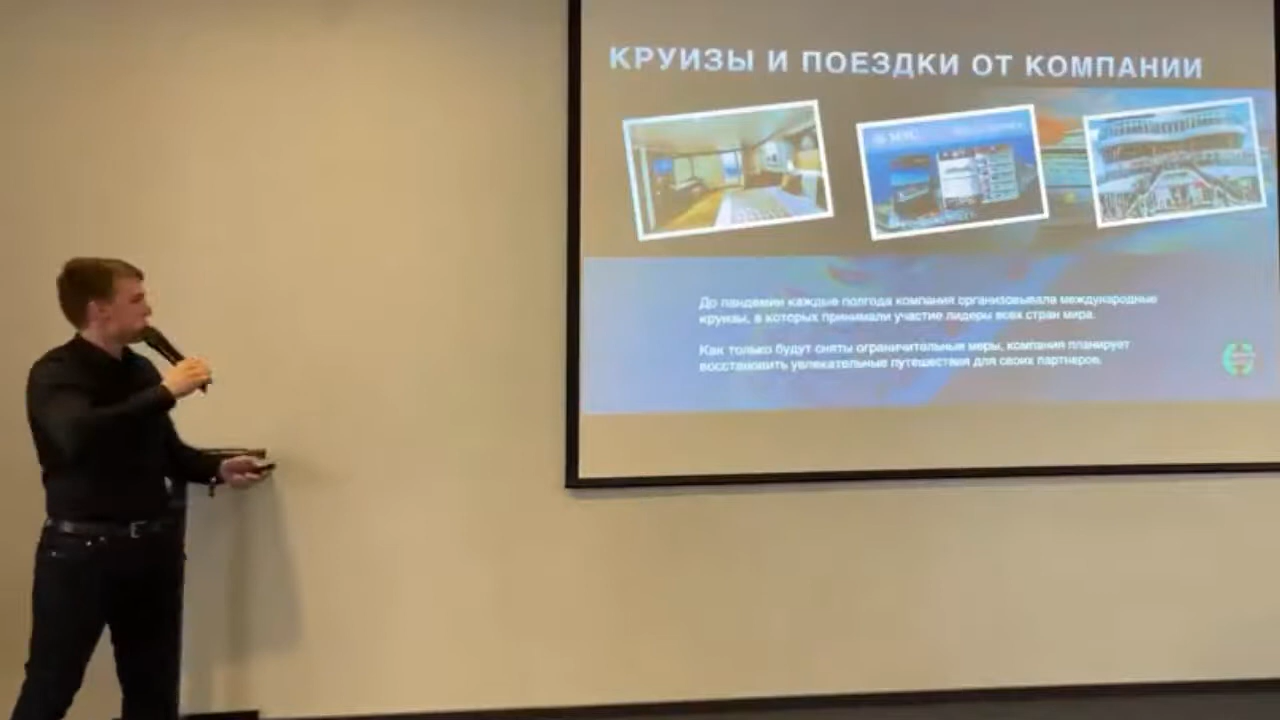 КРУИЗЫ И ПОЕЗДКИ ОТ КОМПАНИИ
До пандемии каждые полгода компания организовывала международные
круизы, в которых принимали участие лидеры всех стран мира.
Как только будут сняты ограничительные меры, компания планирует
восстановить увлекательные путешествия для своих партнеров.